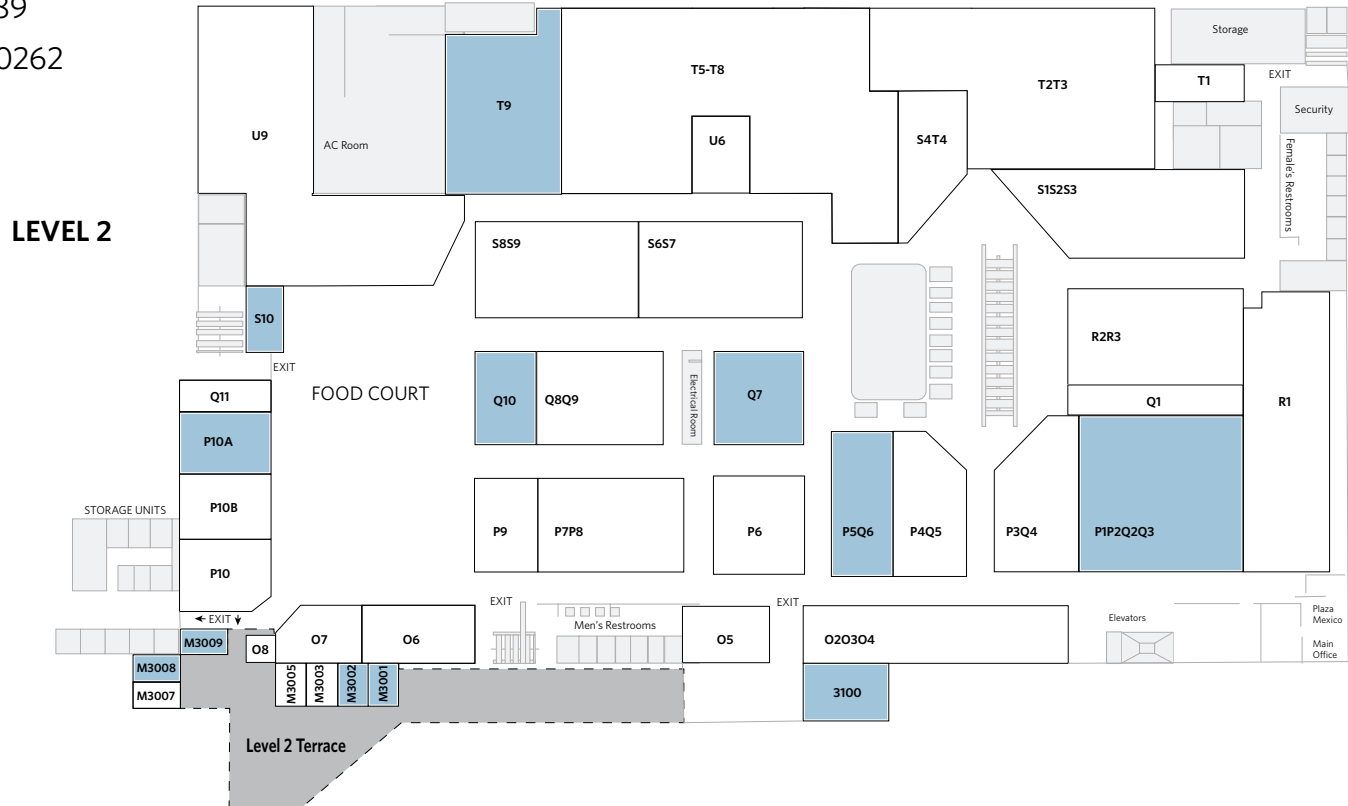 39
0262
LEVEL 2
Storage
EXIT
T1
T5-T8
T2T3
T9
Security
U9
AC Room
U6
S4T4
Female's Restrooms
S1S2S3
S8S9
S6S7
S10
R2R3
EXIT
FOOD COURT
Q11
Q10
Q8Q9
Electrical Room
Q7
Q1
R1
P10A
P10B
STORAGE UNITS
P9
P7P8
P6
P5Q6
P4Q5
P3Q4
P1P2Q2Q3
P10
EXIT
EXIT
EXIT
Men's Restrooms
Elevators
Plaza
Mexico
Main
Office
M3009
O8
O7
O6
O5
O2O3O4
M3008
M3007
M3005
M3003
M3002
M3001
3100
Level 2 Terrace